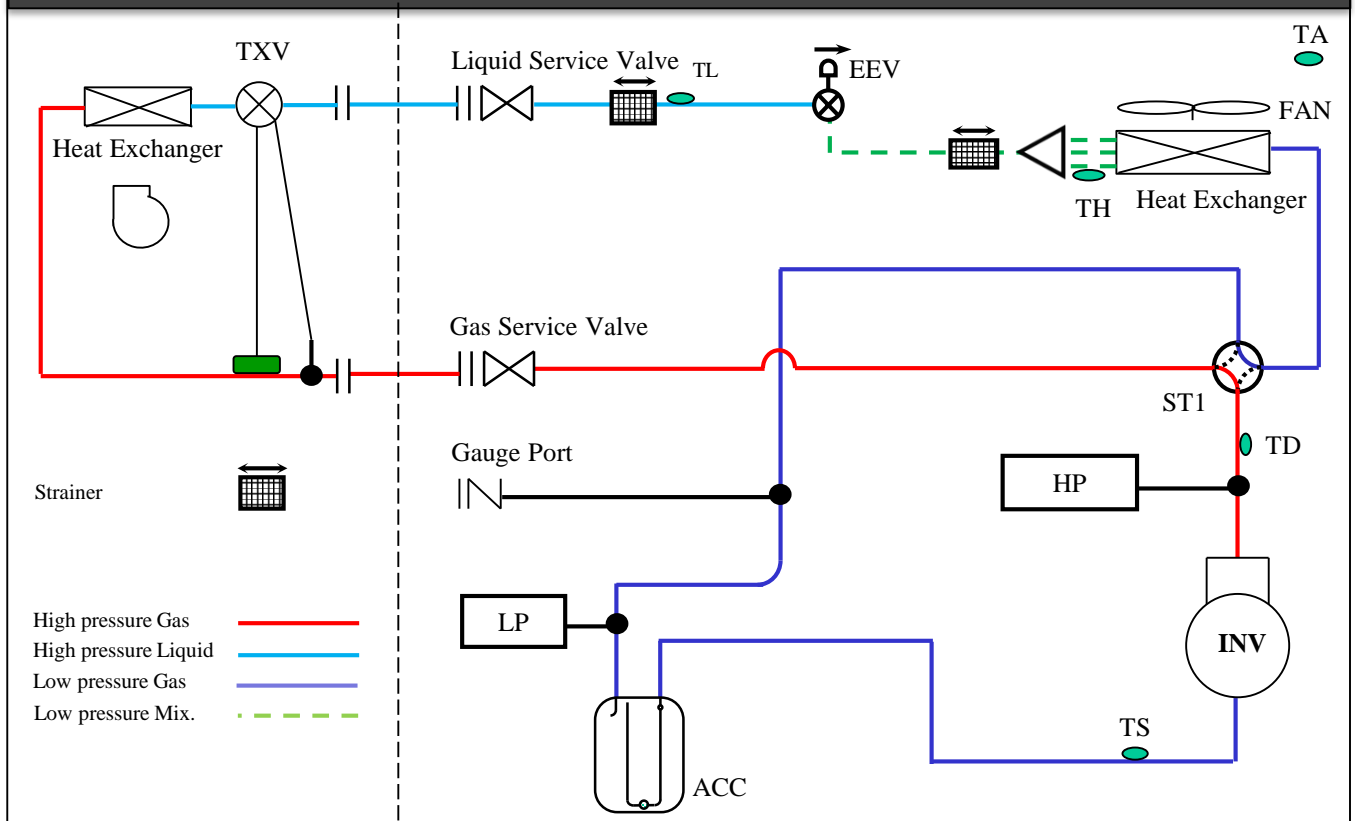 TXV
Liquid Service Valve
TL
EEV
TA
FAN
Heat Exchanger
TH
Heat Exchanger
Gas Service Valve
ST1
TD
Gauge Port
HP
Strainer
LP
INV
High pressure Gas
High pressure Liquid
Low pressure Gas
Low pressure Mix.
TS
ACC